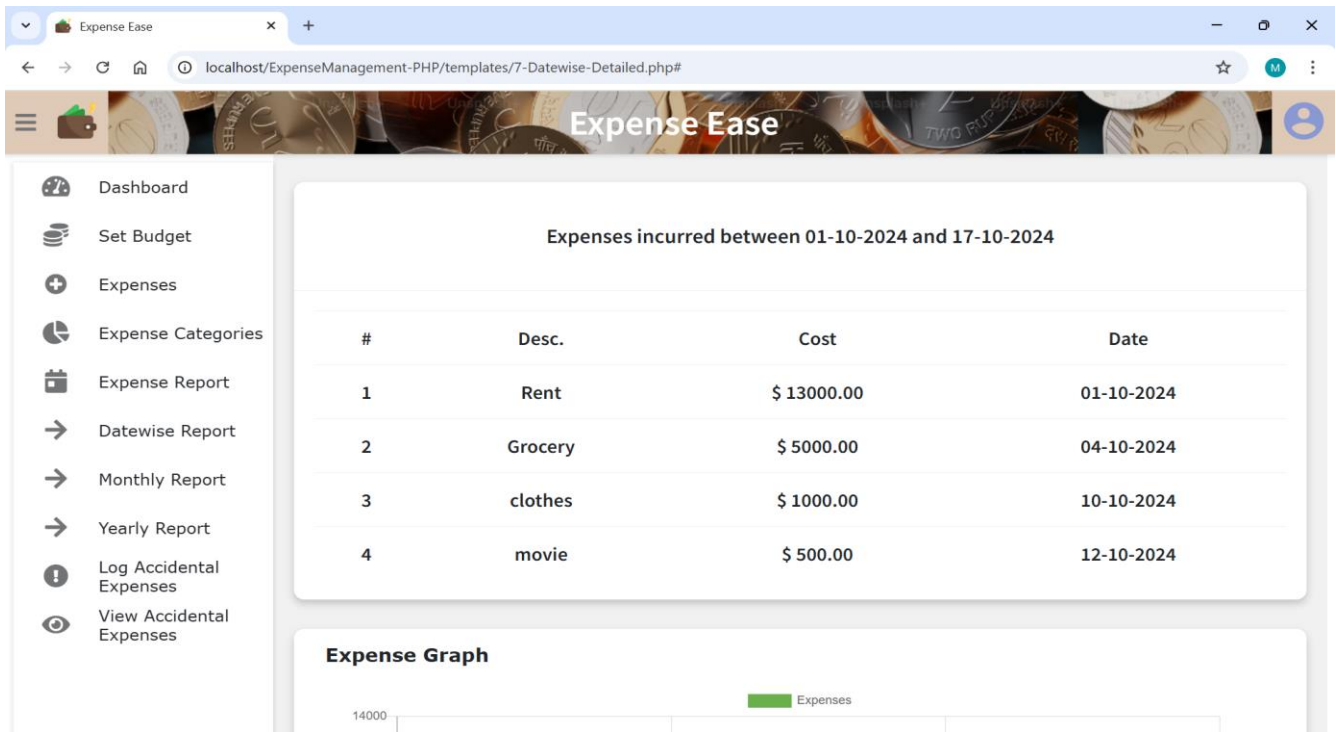 Expense Ease
localhost/ExpenseManagement-PHP/templates/7-Datewise-Detailed.php#
M
Expense Ease
TWO RUP
पाँच
Dashboard
Set Budget
Expenses
Expense Categories
Expense Report
Datewise Report
Monthly Report
Yearly Report
Log Accidental
Expenses
View Accidental
Expenses
Expenses incurred between 01-10-2024 and 17-10-2024
# Desc. Cost Date
1 Rent $ 13000.00 01-10-2024
2 Grocery $ 5000.00 04-10-2024
3 clothes $ 1000.00 10-10-2024
4 movie $ 500.00 12-10-2024
Expense Graph
Expenses
14000